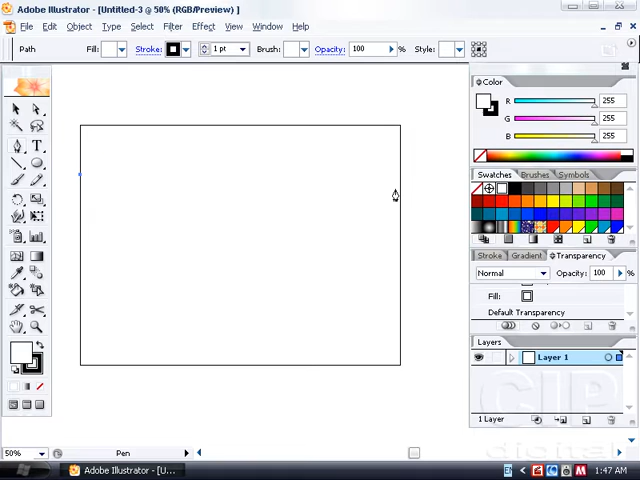 Adobe Illustrator - [Untitled-3 @ 50% (RGB/Preview) ]
File Edit Object Type Select Filter Effect View Window Help
Path Fill: Stroke: 1 pt Brush: Opacity: 100 % Style:
Color
R 255
G 255
B 255
Swatches Brushes Symbols
Stroke Gradient Transparency
Normal Opacity: 100 %
Fill:
Default Transparency
Layers
Layer 1
1 Layer
CIP
digital
50% Pen
Adobe Illustrator - [U... EN 1:47 AM